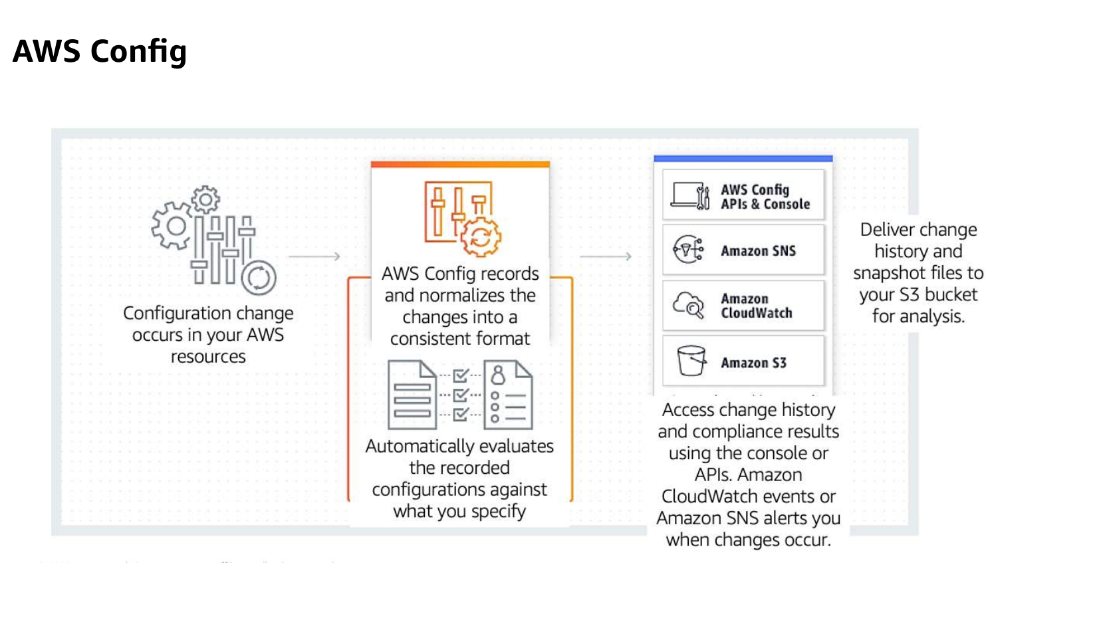 AWS Config
Configuration change
occurs in your AWS
resources
AWS Config records
and normalizes the
changes into a
consistent format
Automatically evaluates
the recorded
configurations against
what you specify
AWS Config
APIs & Console
Amazon SNS
Amazon
CloudWatch
Amazon S3
Access change history
and compliance results
using the console or
APIs. Amazon
CloudWatch events or
Amazon SNS alerts you
when changes occur.
Deliver change
history and
snapshot files to
your S3 bucket
for analysis.